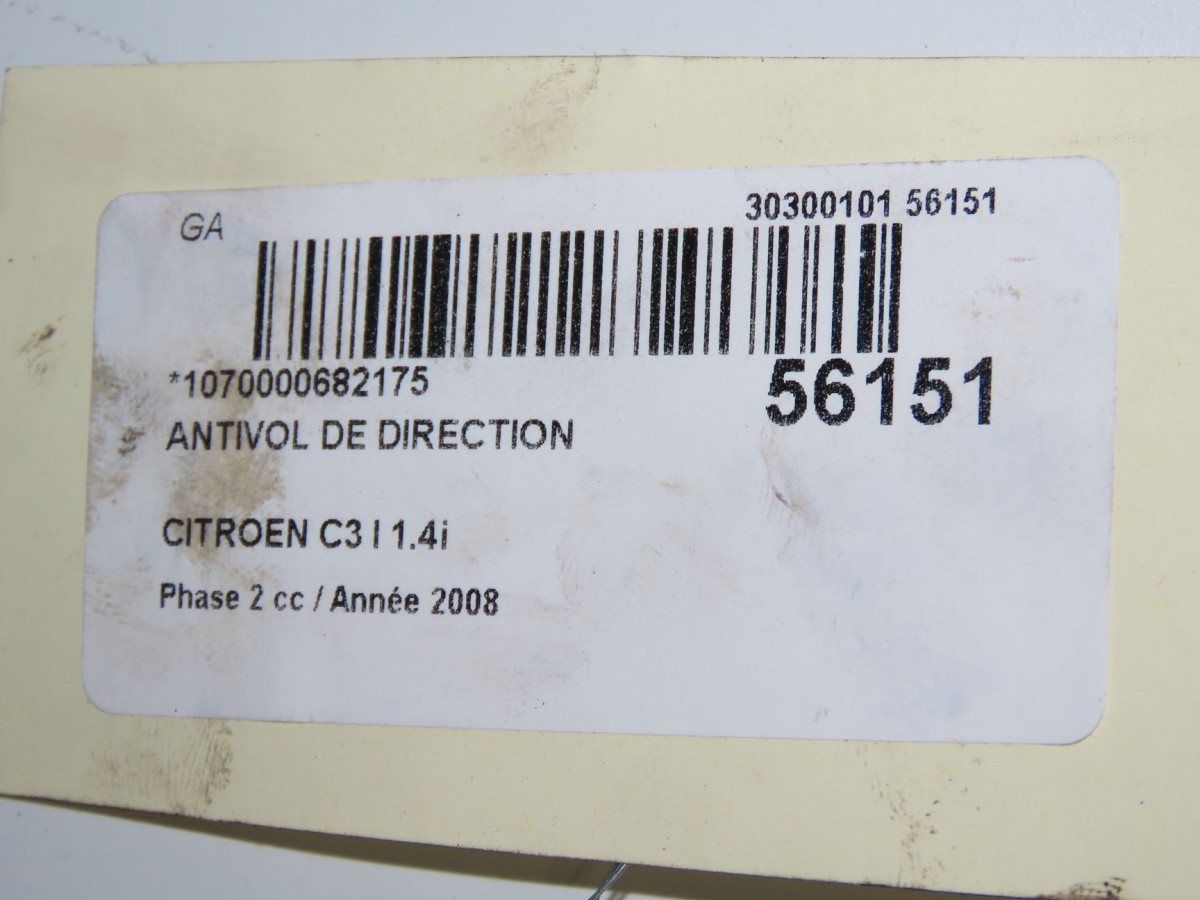 GA
30300101 56151
*1070000682175
56151
ANTIVOL DE DIRECTION
CITROEN C3 I 1.4i
Phase 2 cc / Année 2008